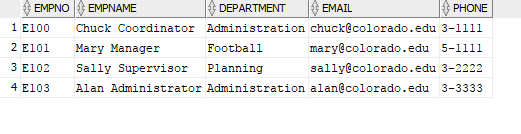 EMPNO EMPNAME DEPARTMENT EMAIL PHONE
1 E100 Chuck Coordinator Administration chuck@colorado.edu 3-1111
2 E101 Mary Manager Football mary@colorado.edu 5-1111
3 E102 Sally Supervisor Planning sally@colorado.edu 3-2222
4 E103 Alan Administrator Administration alan@colorado.edu 3-3333